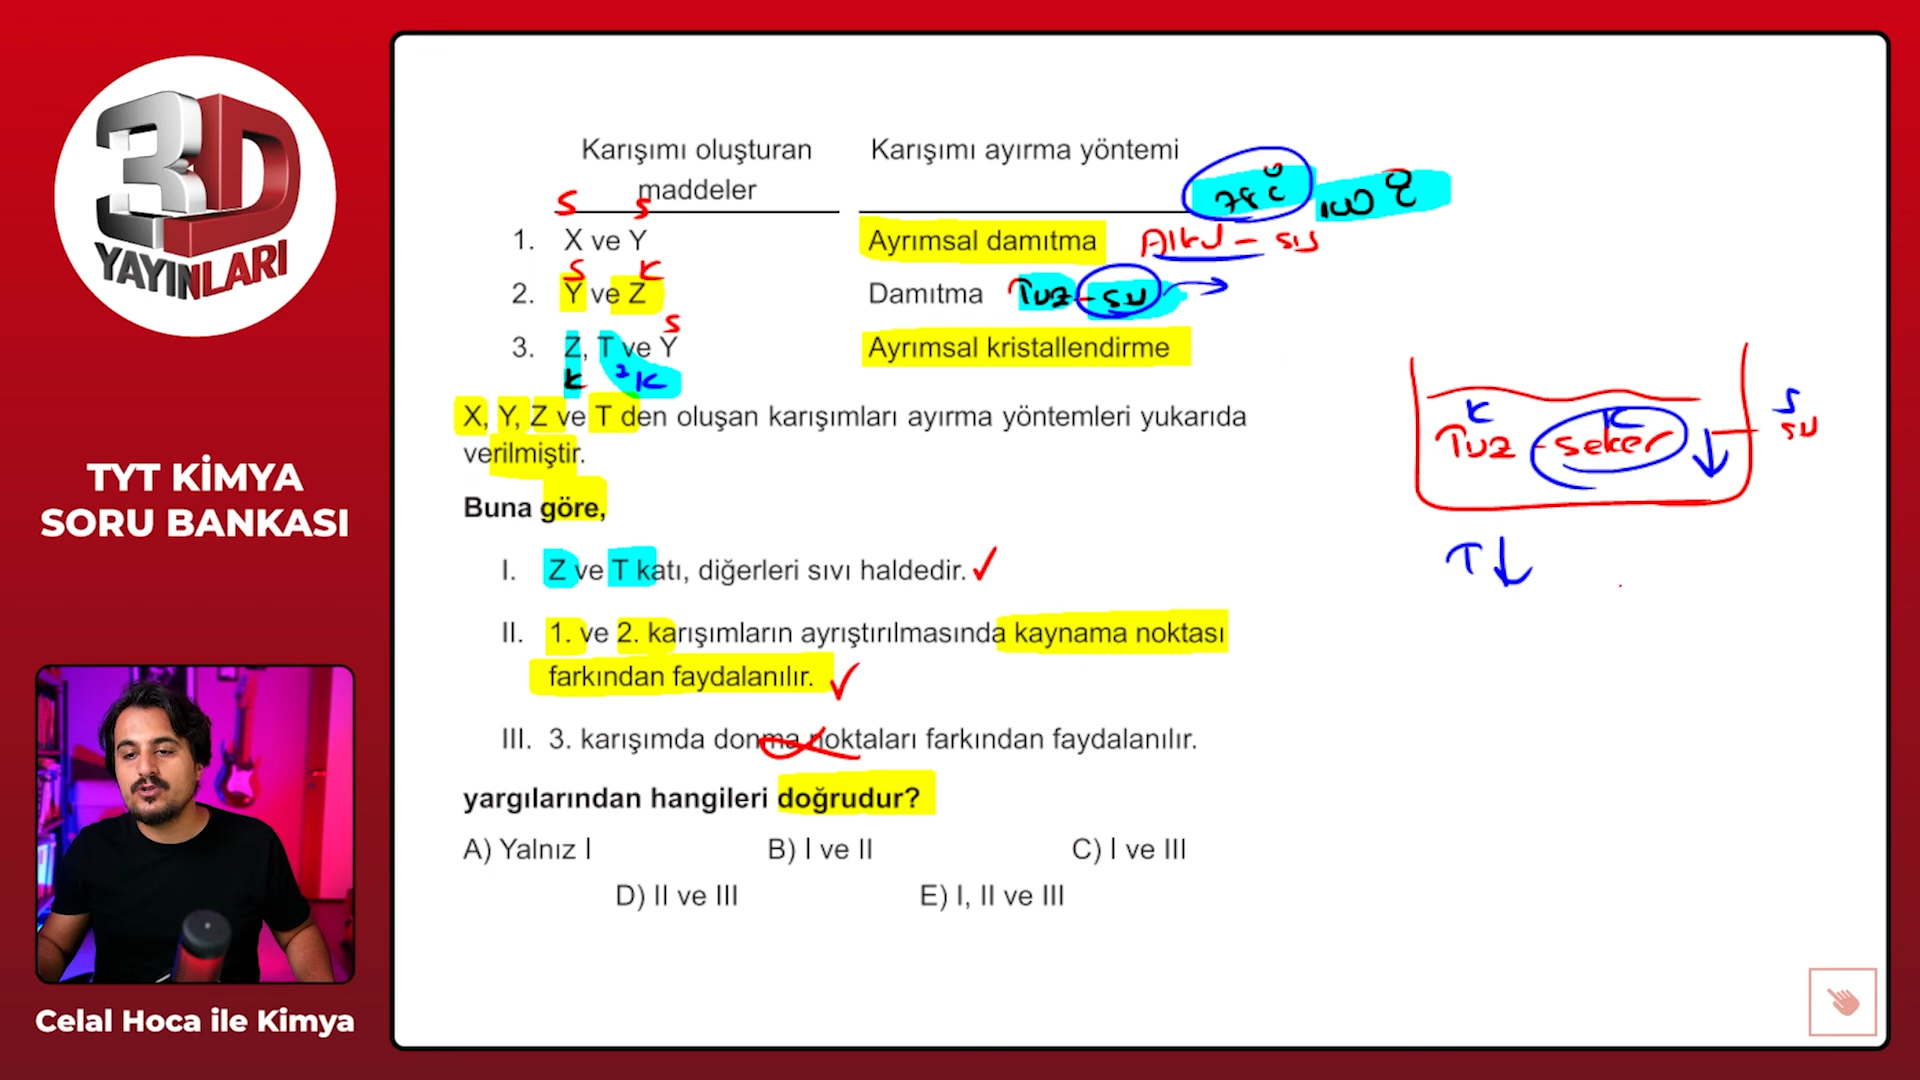 3D
YAYINLARI
TYT KİMYA
SORU BANKASI
Celal Hoca ile Kimya
Karışımı oluşturan maddeler
Karışımı ayırma yöntemi
78 °C 100 °C
S S
1. X ve Y Ayrımsal damıtma Alkol - su
S K
2. Y ve Z Damıtma Tuz - su
S
3. Z, T ve Y Ayrımsal kristallendirme
K K
X, Y, Z ve T den oluşan karışımları ayırma yöntemleri yukarıda
verilmiştir.
Buna göre,
I. Z ve T katı, diğerleri sıvı haldedir.
II. 1. ve 2. karışımların ayrıştırılmasında kaynama noktası
farkından faydalanılır.
III. 3. karışımda donma noktaları farkından faydalanılır.
yargılarından hangileri doğrudur?
A) Yalnız I B) I ve II C) I ve III
D) II ve III E) I, II ve III
K K S
Tuz - şeker su
T